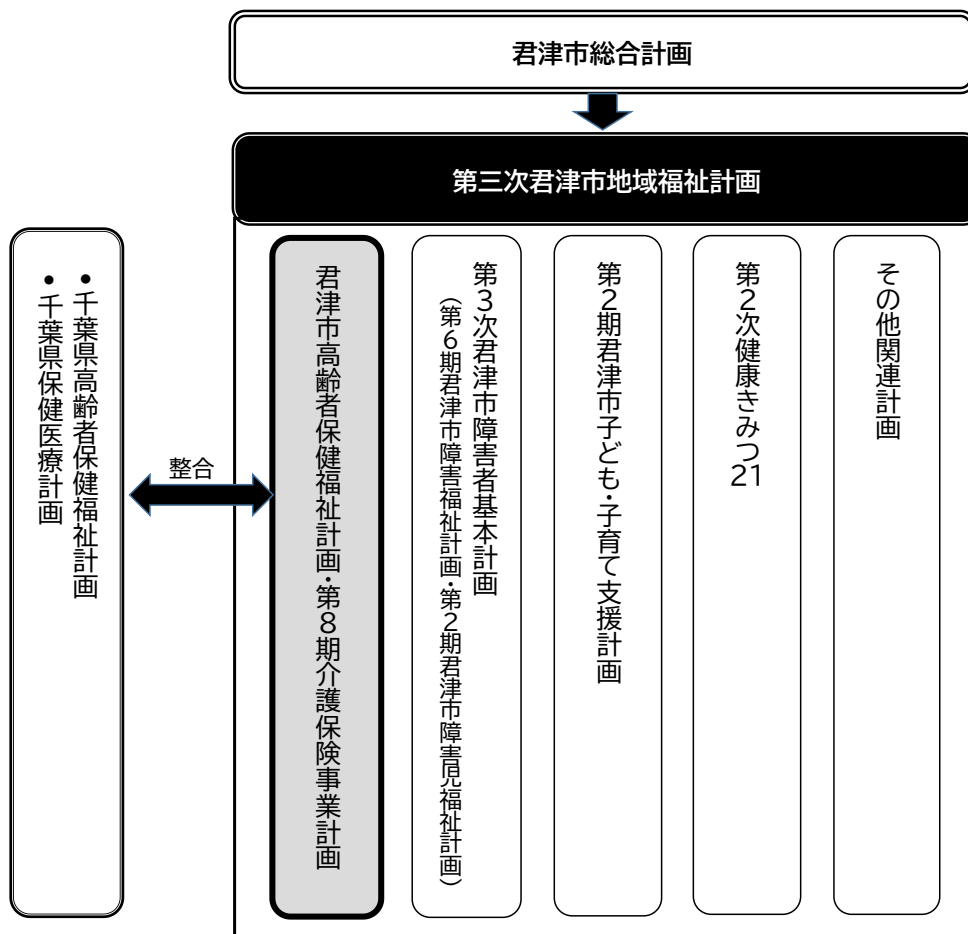 君津市総合計画
第三次君津市地域福祉計画
• 千葉県高齢者保健福祉計画
• 千葉県保健医療計画
整合
君津市高齢者保健福祉計画・第8期介護保険事業計画
第3次君津市障害者基本計画
（第6期君津市障害福祉計画・第2期君津市障害児福祉計画）
第2期君津市子ども・子育て支援計画
第2次健康きみつ21
その他関連計画